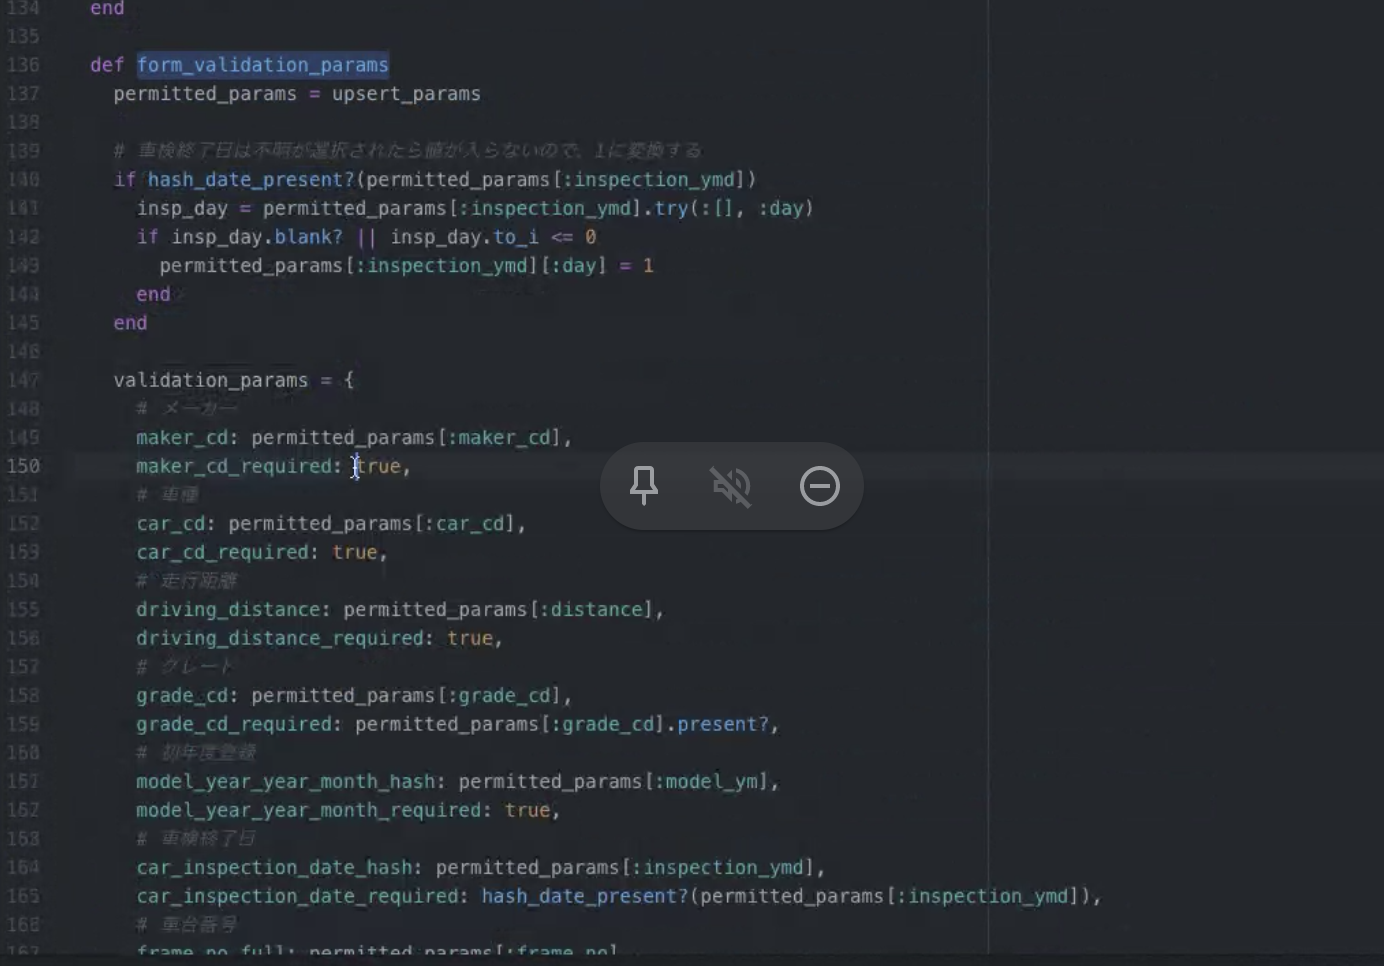 134 end
135
136 def form_validation_params
137 permitted_params = upsert_params
138
139 # 車検終了日は不明が選択されたら値が入らないので、1に変換する
140 if hash_date_present?(permitted_params[:inspection_ymd])
141 insp_day = permitted_params[:inspection_ymd].try(:[], :day)
142 if insp_day.blank? || insp_day.to_i <= 0
143 permitted_params[:inspection_ymd][:day] = 1
144 end
145 end
146
147 validation_params = {
148 # メーカー
149 maker_cd: permitted_params[:maker_cd],
150 maker_cd_required: true,
151 # 車種
152 car_cd: permitted_params[:car_cd],
153 car_cd_required: true,
154 # 走行距離
155 driving_distance: permitted_params[:distance],
156 driving_distance_required: true,
157 # グレード
158 grade_cd: permitted_params[:grade_cd],
159 grade_cd_required: permitted_params[:grade_cd].present?,
160 # 初年度登録
161 model_year_year_month_hash: permitted_params[:model_ym],
162 model_year_year_month_required: true,
163 # 車検終了日
164 car_inspection_date_hash: permitted_params[:inspection_ymd],
165 car_inspection_date_required: hash_date_present?(permitted_params[:inspection_ymd]),
166 # 車台番号
167 frame_no_full: permitted_params[:frame_no]